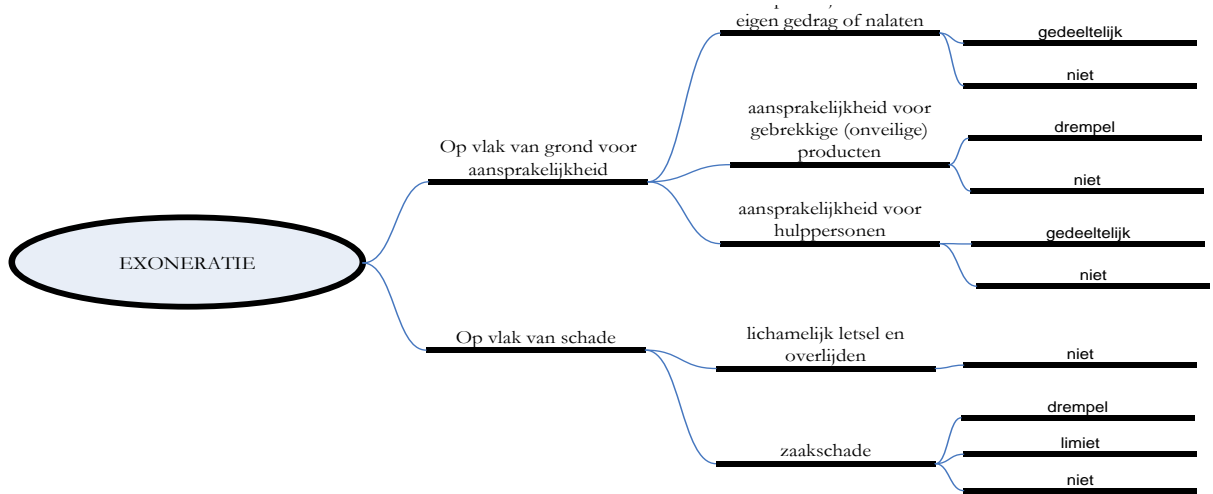 eigen gedrag of nalaten
gedeeltelijk
niet
aansprakelijkheid voor
gebrekkige (onveilige)
producten
drempel
niet
Op vlak van grond voor
aansprakelijkheid
aansprakelijkheid voor
hulppersonen
gedeeltelijk
niet
EXONERATIE
Op vlak van schade
lichamelijk letsel en
overlijden
niet
zaakschade
drempel
limiet
niet